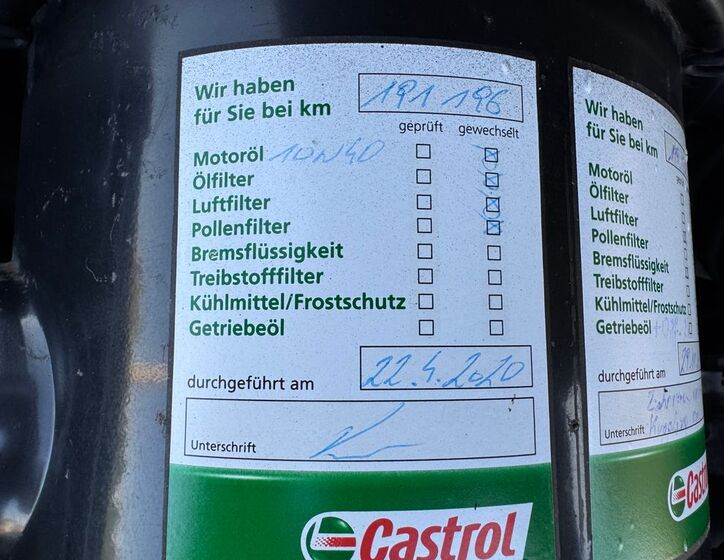 Wir haben
für Sie bei km 191 196
geprüft gewechselt
Motoröl 10W40
Ölfilter
Luftfilter
Pollenfilter
Bremsflüssigkeit
Treibstofffilter
Kühlmittel/Frostschutz
Getriebeöl
durchgeführt am 22.4.2020
Unterschrift
Castrol
Wir haben
für Sie bei km
Motoröl
Ölfilter
Luftfilter
Pollenfilter
Bremsflüssigkeit
Treibstofffilter
Kühlmittel/Frostschutz
Getriebeöl
durchgeführt am
Unterschrift